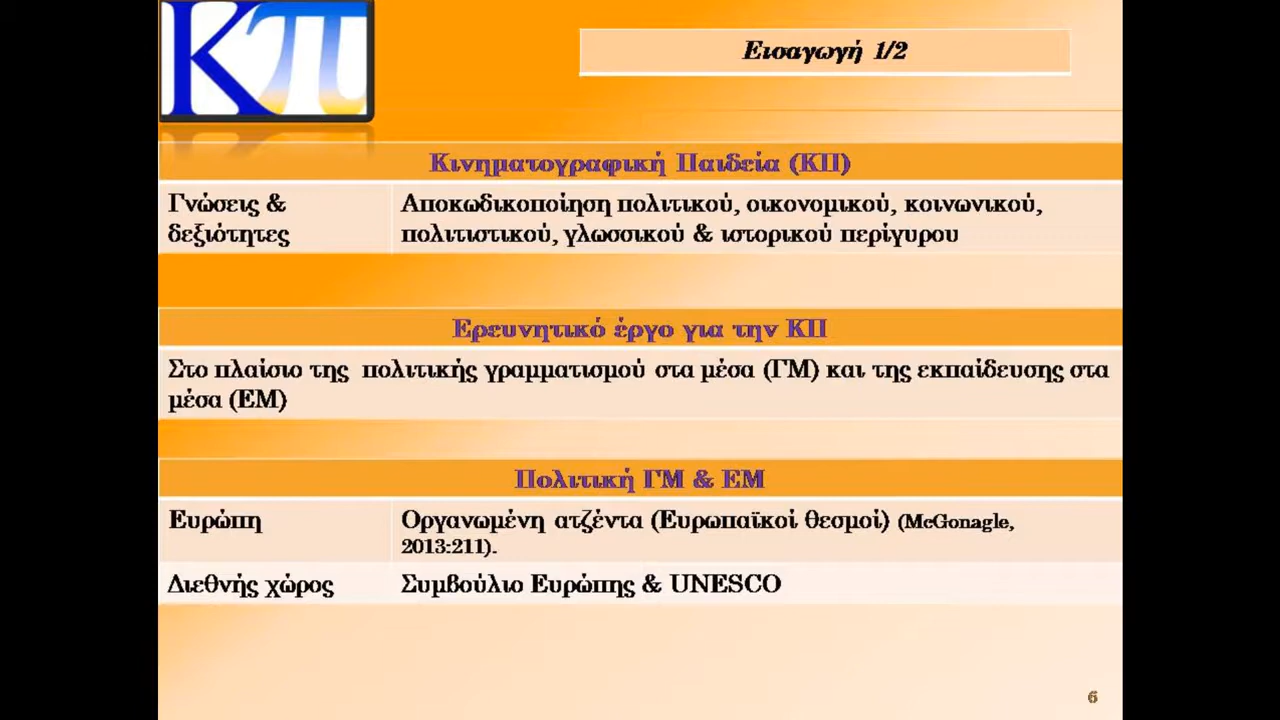 Κπ
Εισαγωγή 1/2
Κινηματογραφική Παιδεία (ΚΠ)
Γνώσεις &
δεξιότητες
Αποκωδικοποίηση πολιτικού, οικονομικού, κοινωνικού,
πολιτιστικού, γλωσσικού & ιστορικού περίγυρου
Ερευνητικό έργο για την ΚΠ
Στο πλαίσιο της πολιτικής γραμματισμού στα μέσα (ΓΜ) και της εκπαίδευσης στα
μέσα (ΕΜ)
Πολιτική ΓΜ & ΕΜ
Ευρώπη
Οργανωμένη ατζέντα (Ευρωπαϊκοί θεσμοί) (McGonagle,
2013:211).
Διεθνής χώρος
Συμβούλιο Ευρώπης & UNESCO
6